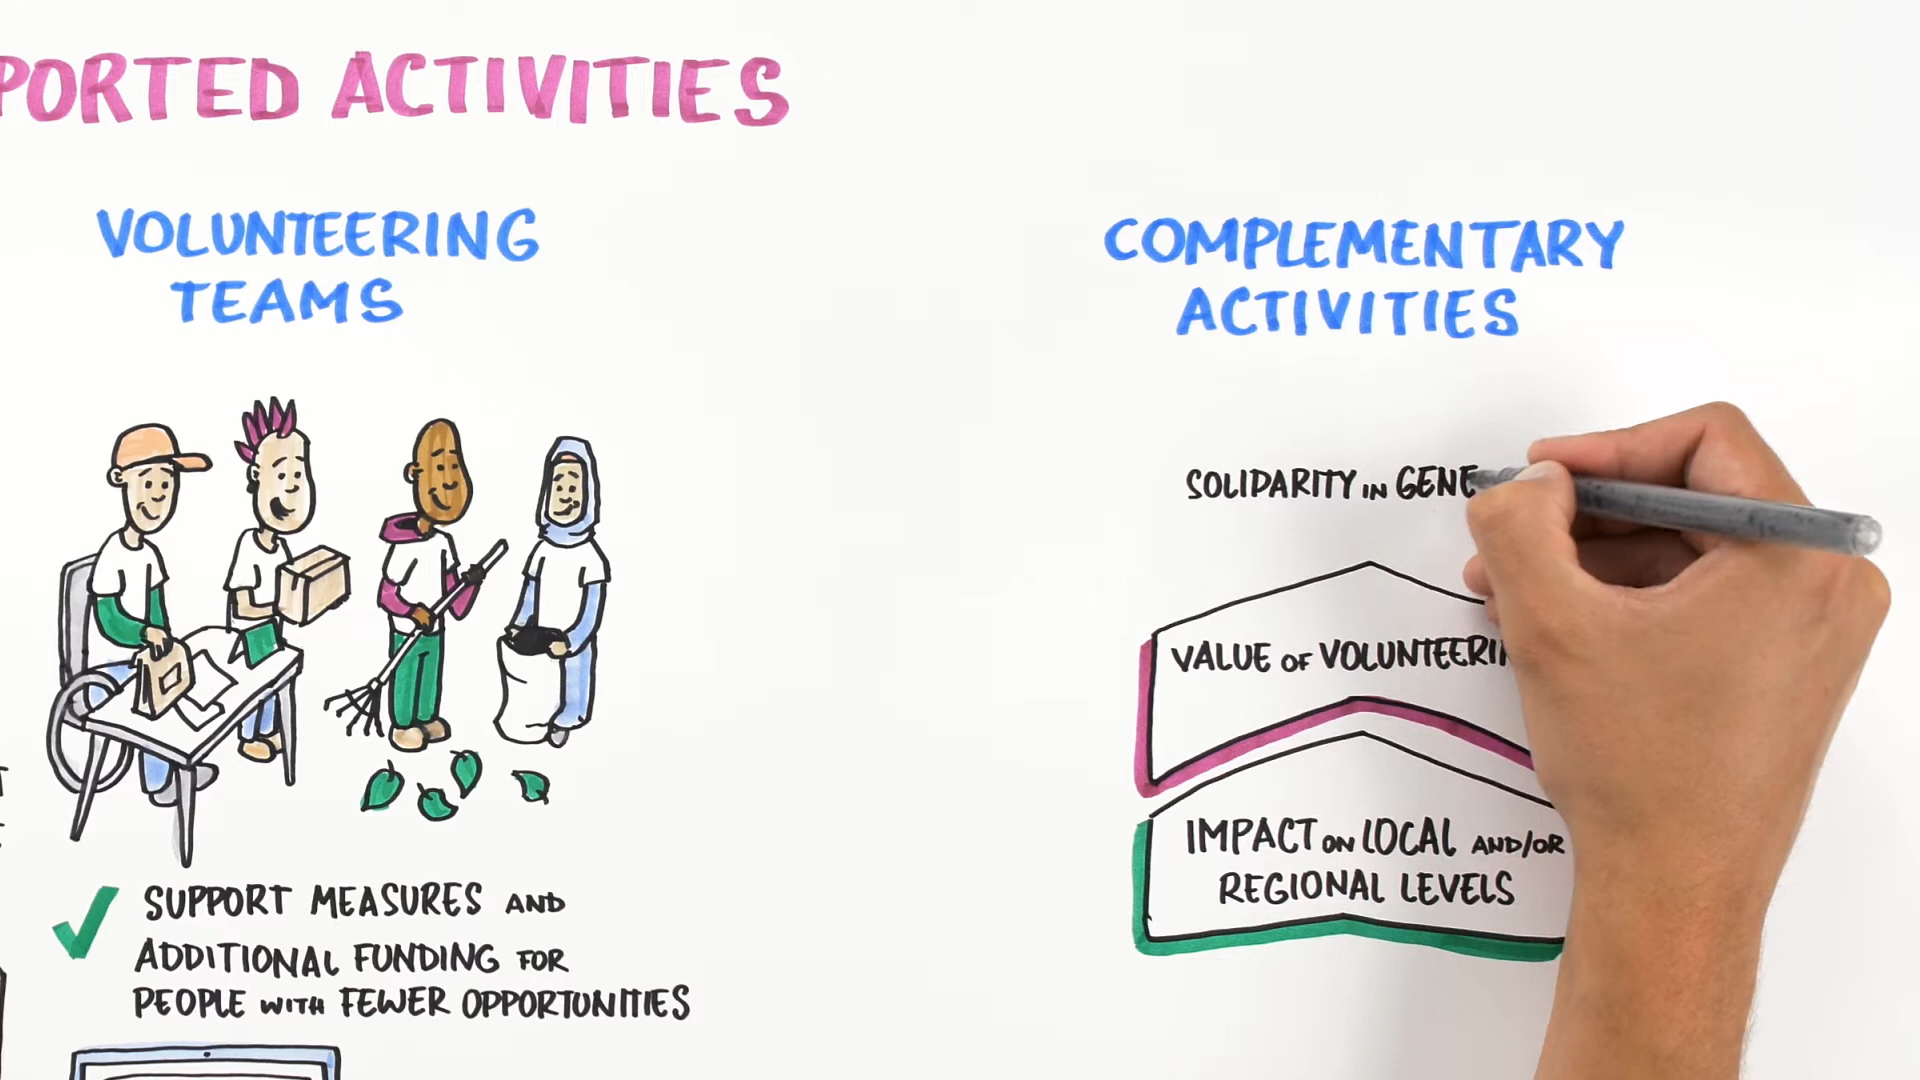 PORTED ACTIVITIES
VOLUNTEERING
TEAMS
SUPPORT MEASURES AND
ADDITIONAL FUNDING FOR
PEOPLE WITH FEWER OPPORTUNITIES
COMPLEMENTARY
ACTIVITIES
SOLIDARITY IN GENE
VALUE OF VOLUNTEERIN
IMPACT ON LOCAL AND/OR
REGIONAL LEVELS